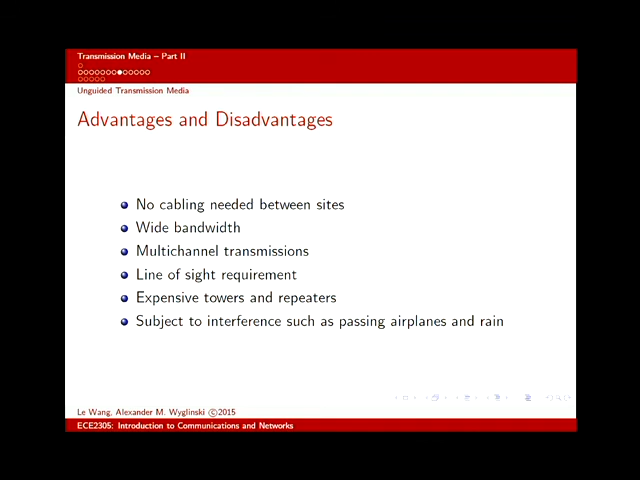 Transmission Media – Part II
Unguided Transmission Media
Advantages and Disadvantages
No cabling needed between sites
Wide bandwidth
Multichannel transmissions
Line of sight requirement
Expensive towers and repeaters
Subject to interference such as passing airplanes and rain
Le Wang, Alexander M. Wyglinski ©2015
ECE2305: Introduction to Communications and Networks